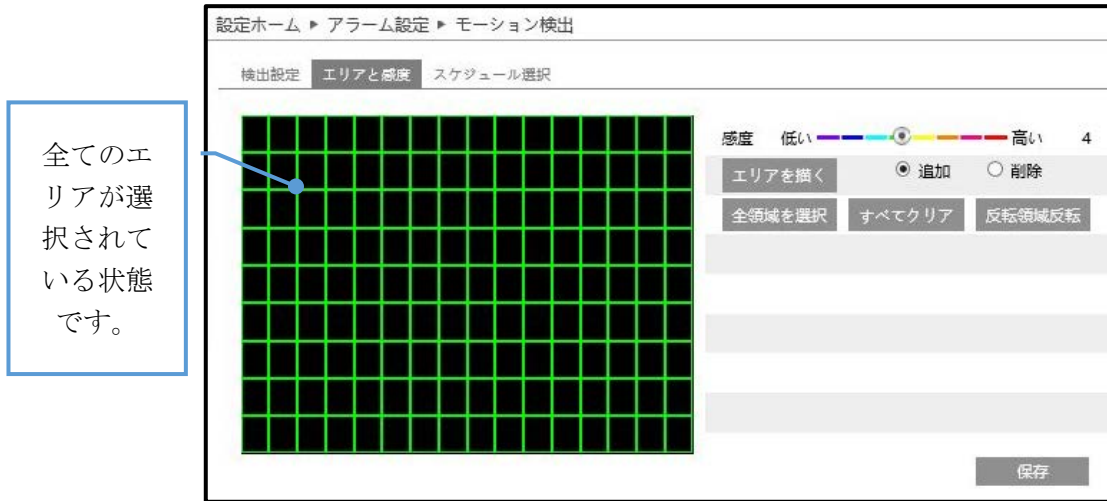 設定ホーム ▶ アラーム設定 ▶ モーション検出
検出設定 エリアと感度 スケジュール選択
全てのエ
リアが選
択されて
いる状態
です。
感度 低い 高い 4
エリアを描く 追加 削除
全領域を選択 すべてクリア 反転領域反転
保存